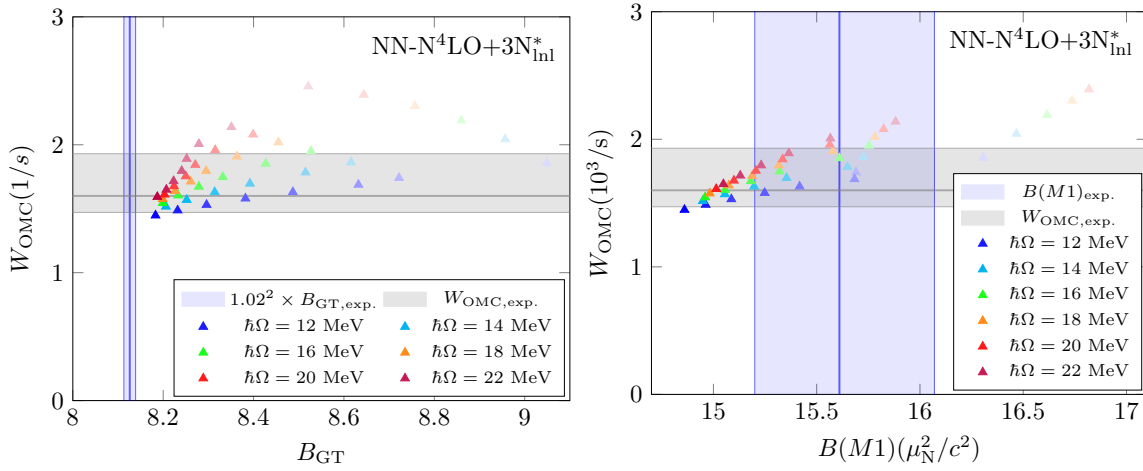 3
NN-N⁴LO+3N*lnl
2
W_OMC(1/s)
1
1.02² × B_GT,exp. W_OMC,exp.
ħΩ = 12 MeV ħΩ = 14 MeV
ħΩ = 16 MeV ħΩ = 18 MeV
ħΩ = 20 MeV ħΩ = 22 MeV
0
8 8.2 8.4 8.6 8.8 9
B_GT
3
NN-N⁴LO+3N*lnl
2
W_OMC(10³/s)
1
B(M1)exp.
W_OMC,exp.
ħΩ = 12 MeV
ħΩ = 14 MeV
ħΩ = 16 MeV
ħΩ = 18 MeV
ħΩ = 20 MeV
ħΩ = 22 MeV
0
15 15.5 16 16.5 17
B(M1)(μ²_N/c²)